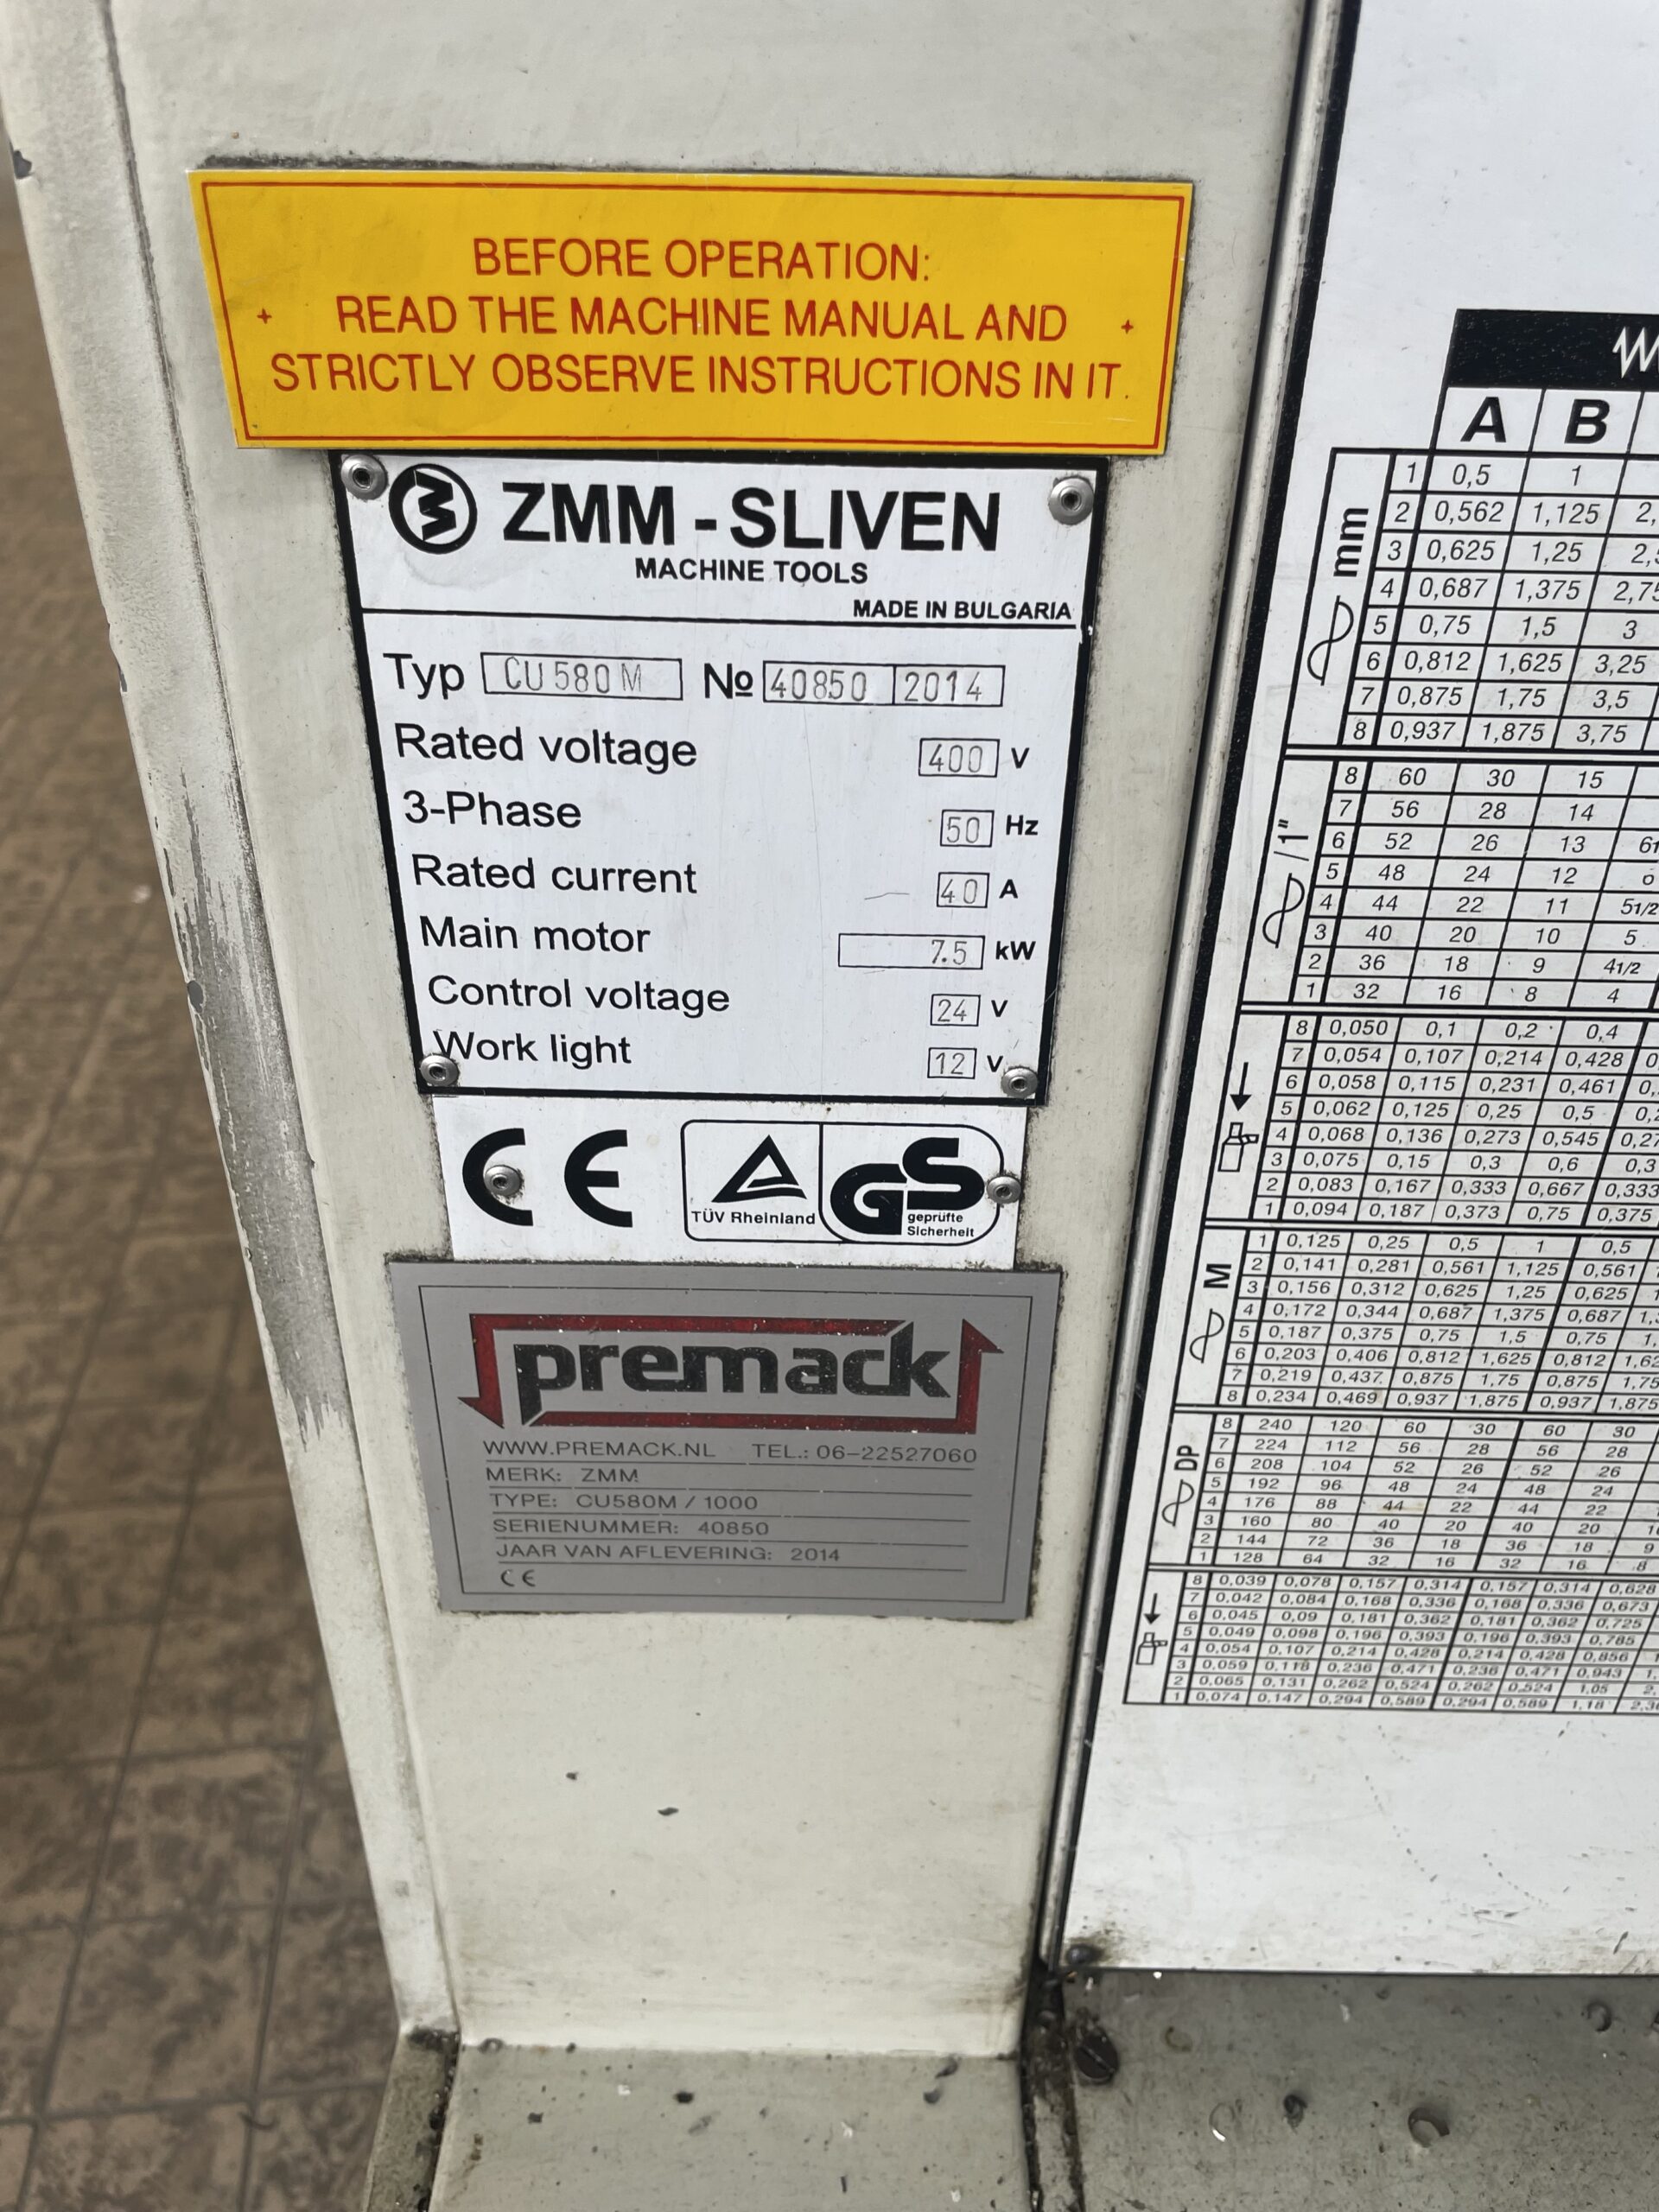 BEFORE OPERATION:
READ THE MACHINE MANUAL AND
STRICTLY OBSERVE INSTRUCTIONS IN IT.
ZMM - SLIVEN
MACHINE TOOLS
MADE IN BULGARIA
Typ CU580M № 40850 2014
Rated voltage 400 V
3-Phase 50 Hz
Rated current 40 A
Main motor 7.5 kW
Control voltage 24 V
Work light 12 V
CE
TÜV Rheinland
GS
geprüfte
Sicherheit
premack
WWW.PREMACK.NL TEL.: 06-22527060
MERK: ZMM
TYPE: CU580M / 1000
SERIENUMMER: 40850
JAAR VAN AFLEVERING: 2014
CE
A B
mm
1 0,5 1
2 0,562 1,125
3 0,625 1,25
4 0,687 1,375
5 0,75 1,5 3
6 0,812 1,625 3,25
7 0,875 1,75 3,5
8 0,937 1,875 3,75
/1"
8 60 30 15
7 56 28 14
6 52 26 13
5 48 24 12
4 44 22 11 51/2
3 40 20 10 5
2 36 18 9 41/2
1 32 16 8 4
8 0,050 0,1 0,2 0,4
7 0,054 0,107 0,214 0,428
6 0,058 0,115 0,231 0,461
5 0,062 0,125 0,25 0,5
4 0,068 0,136 0,273 0,545
3 0,075 0,15 0,3 0,6
2 0,083 0,167 0,333 0,667 0,333
1 0,094 0,187 0,373 0,75 0,375
M
1 0,125 0,25 0,5 1 0,5
2 0,141 0,281 0,561 1,125 0,561
3 0,156 0,312 0,625 1,25 0,625
4 0,172 0,344 0,687 1,375 0,687
5 0,187 0,375 0,75 1,5 0,75
6 0,203 0,406 0,812 1,625 0,812
7 0,219 0,437 0,875 1,75 0,875
8 0,234 0,469 0,937 1,875 0,937 1,875
DP
8 240 120 60 30 60 30
7 224 112 56 28 56 28
6 208 104 52 26 52 26
5 192 96 48 24 48 24
4 176 88 44 22 44 22
3 160 80 40 20 40 20
2 144 72 36 18 36 18 9
1 128 64 32 16 32 16 8
8 0,039 0,078 0,157 0,314 0,157 0,314 0,628
7 0,042 0,084 0,168 0,336 0,168 0,336 0,673
6 0,045 0,09 0,181 0,362 0,181 0,362 0,725
5 0,049 0,098 0,196 0,393 0,196 0,393 0,785
4 0,054 0,107 0,214 0,428 0,214 0,428 0,856
3 0,059 0,118 0,236 0,471 0,236 0,471 0,943
2 0,065 0,131 0,262 0,524 0,262 0,524 1,05
1 0,074 0,147 0,294 0,589 0,294 0,589 1,18